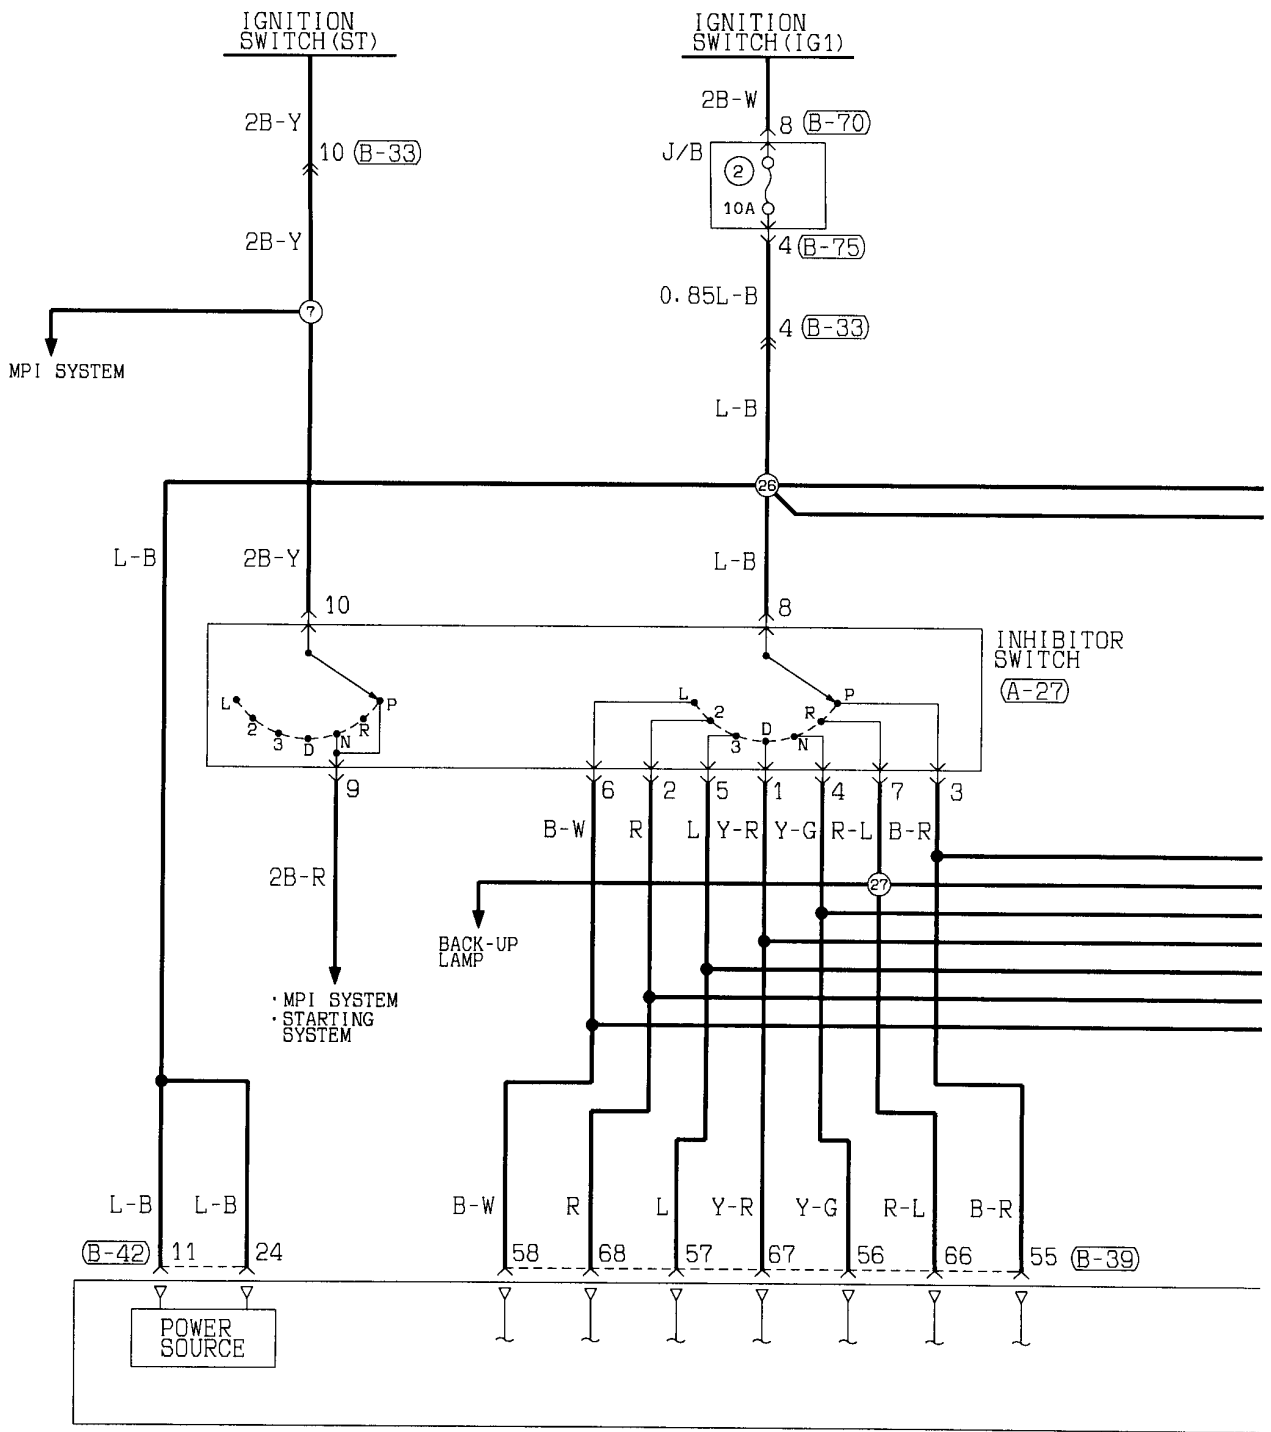 IGNITION
SWITCH(ST)
IGNITION
SWITCH(IG1)
2B-W
2B-Y
8 (B-70)
10 (B-33)
J/B
2
10A
2B-Y
4 (B-75)
0.85L-B
7
4 (B-33)
MPI SYSTEM
L-B
26
L-B
2B-Y
L-B
10
8
INHIBITOR
SWITCH
(A-27)
L
2
3
D
N
R
P
L
2
3
D
N
R
P
9
6
2
5
1
4
7
3
B-W
R
L
Y-R
Y-G
R-L
B-R
2B-R
27
BACK-UP
LAMP
·MPI SYSTEM
·STARTING
SYSTEM
L-B
L-B
B-W
R
L
Y-R
Y-G
R-L
B-R
(B-42)
11
24
58
68
57
67
56
66
55 (B-39)
POWER
SOURCE